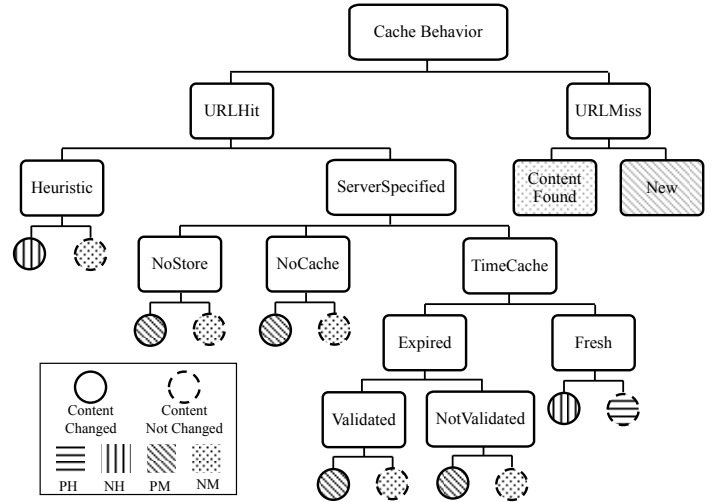 Cache Behavior
URLHit
URLMiss
Heuristic
ServerSpecified
Content
Found
New
NoStore
NoCache
TimeCache
Expired
Fresh
Validated
NotValidated
Content
Changed
Content
Not Changed
PH
NH
PM
NM